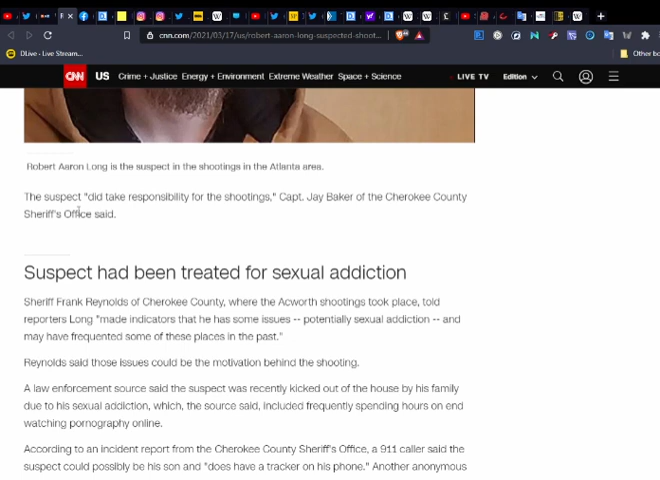 cnn.com/2021/03/17/us/robert-aaron-long-suspected-shoot...
DLive - Live Stream...
Other bo
CNN US Crime + Justice Energy + Environment Extreme Weather Space + Science LIVE TV Edition
Robert Aaron Long is the suspect in the shootings in the Atlanta area.
The suspect "did take responsibility for the shootings," Capt. Jay Baker of the Cherokee County
Sheriff's Office said.
Suspect had been treated for sexual addiction
Sheriff Frank Reynolds of Cherokee County, where the Acworth shootings took place, told
reporters Long "made indicators that he has some issues -- potentially sexual addiction -- and
may have frequented some of these places in the past."
Reynolds said those issues could be the motivation behind the shooting.
A law enforcement source said the suspect was recently kicked out of the house by his family
due to his sexual addiction, which, the source said, included frequently spending hours on end
watching pornography online.
According to an incident report from the Cherokee County Sheriff's Office, a 911 caller said the
suspect could possibly be his son and "does have a tracker on his phone." Another anonymous